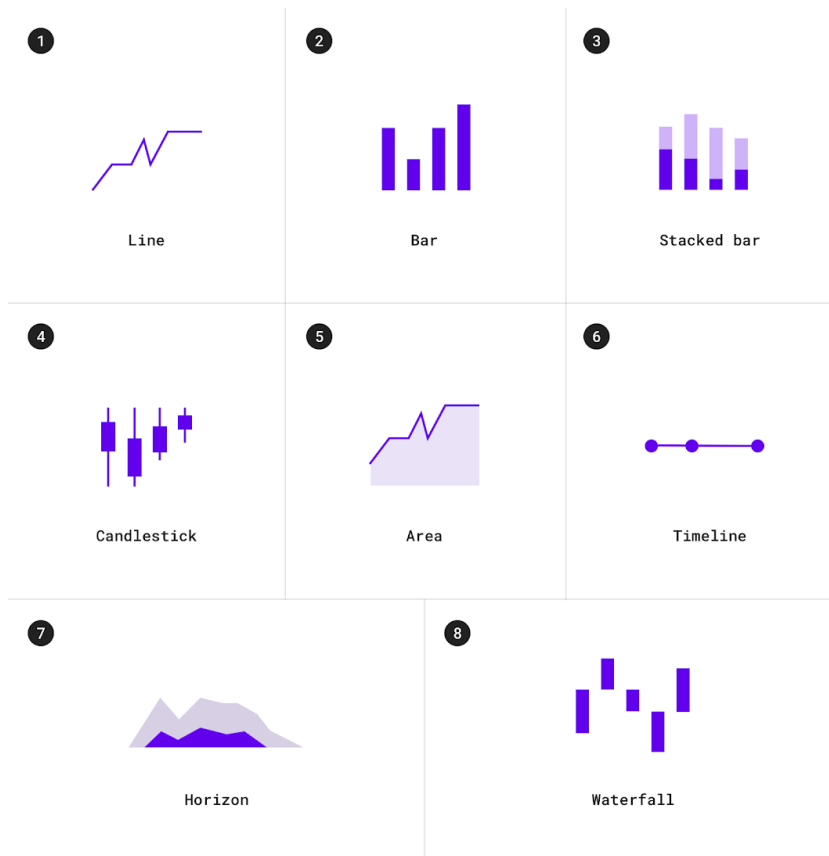 1
2
3
Line
Bar
Stacked bar
4
5
6
Candlestick
Area
Timeline
7
8
Horizon
Waterfall